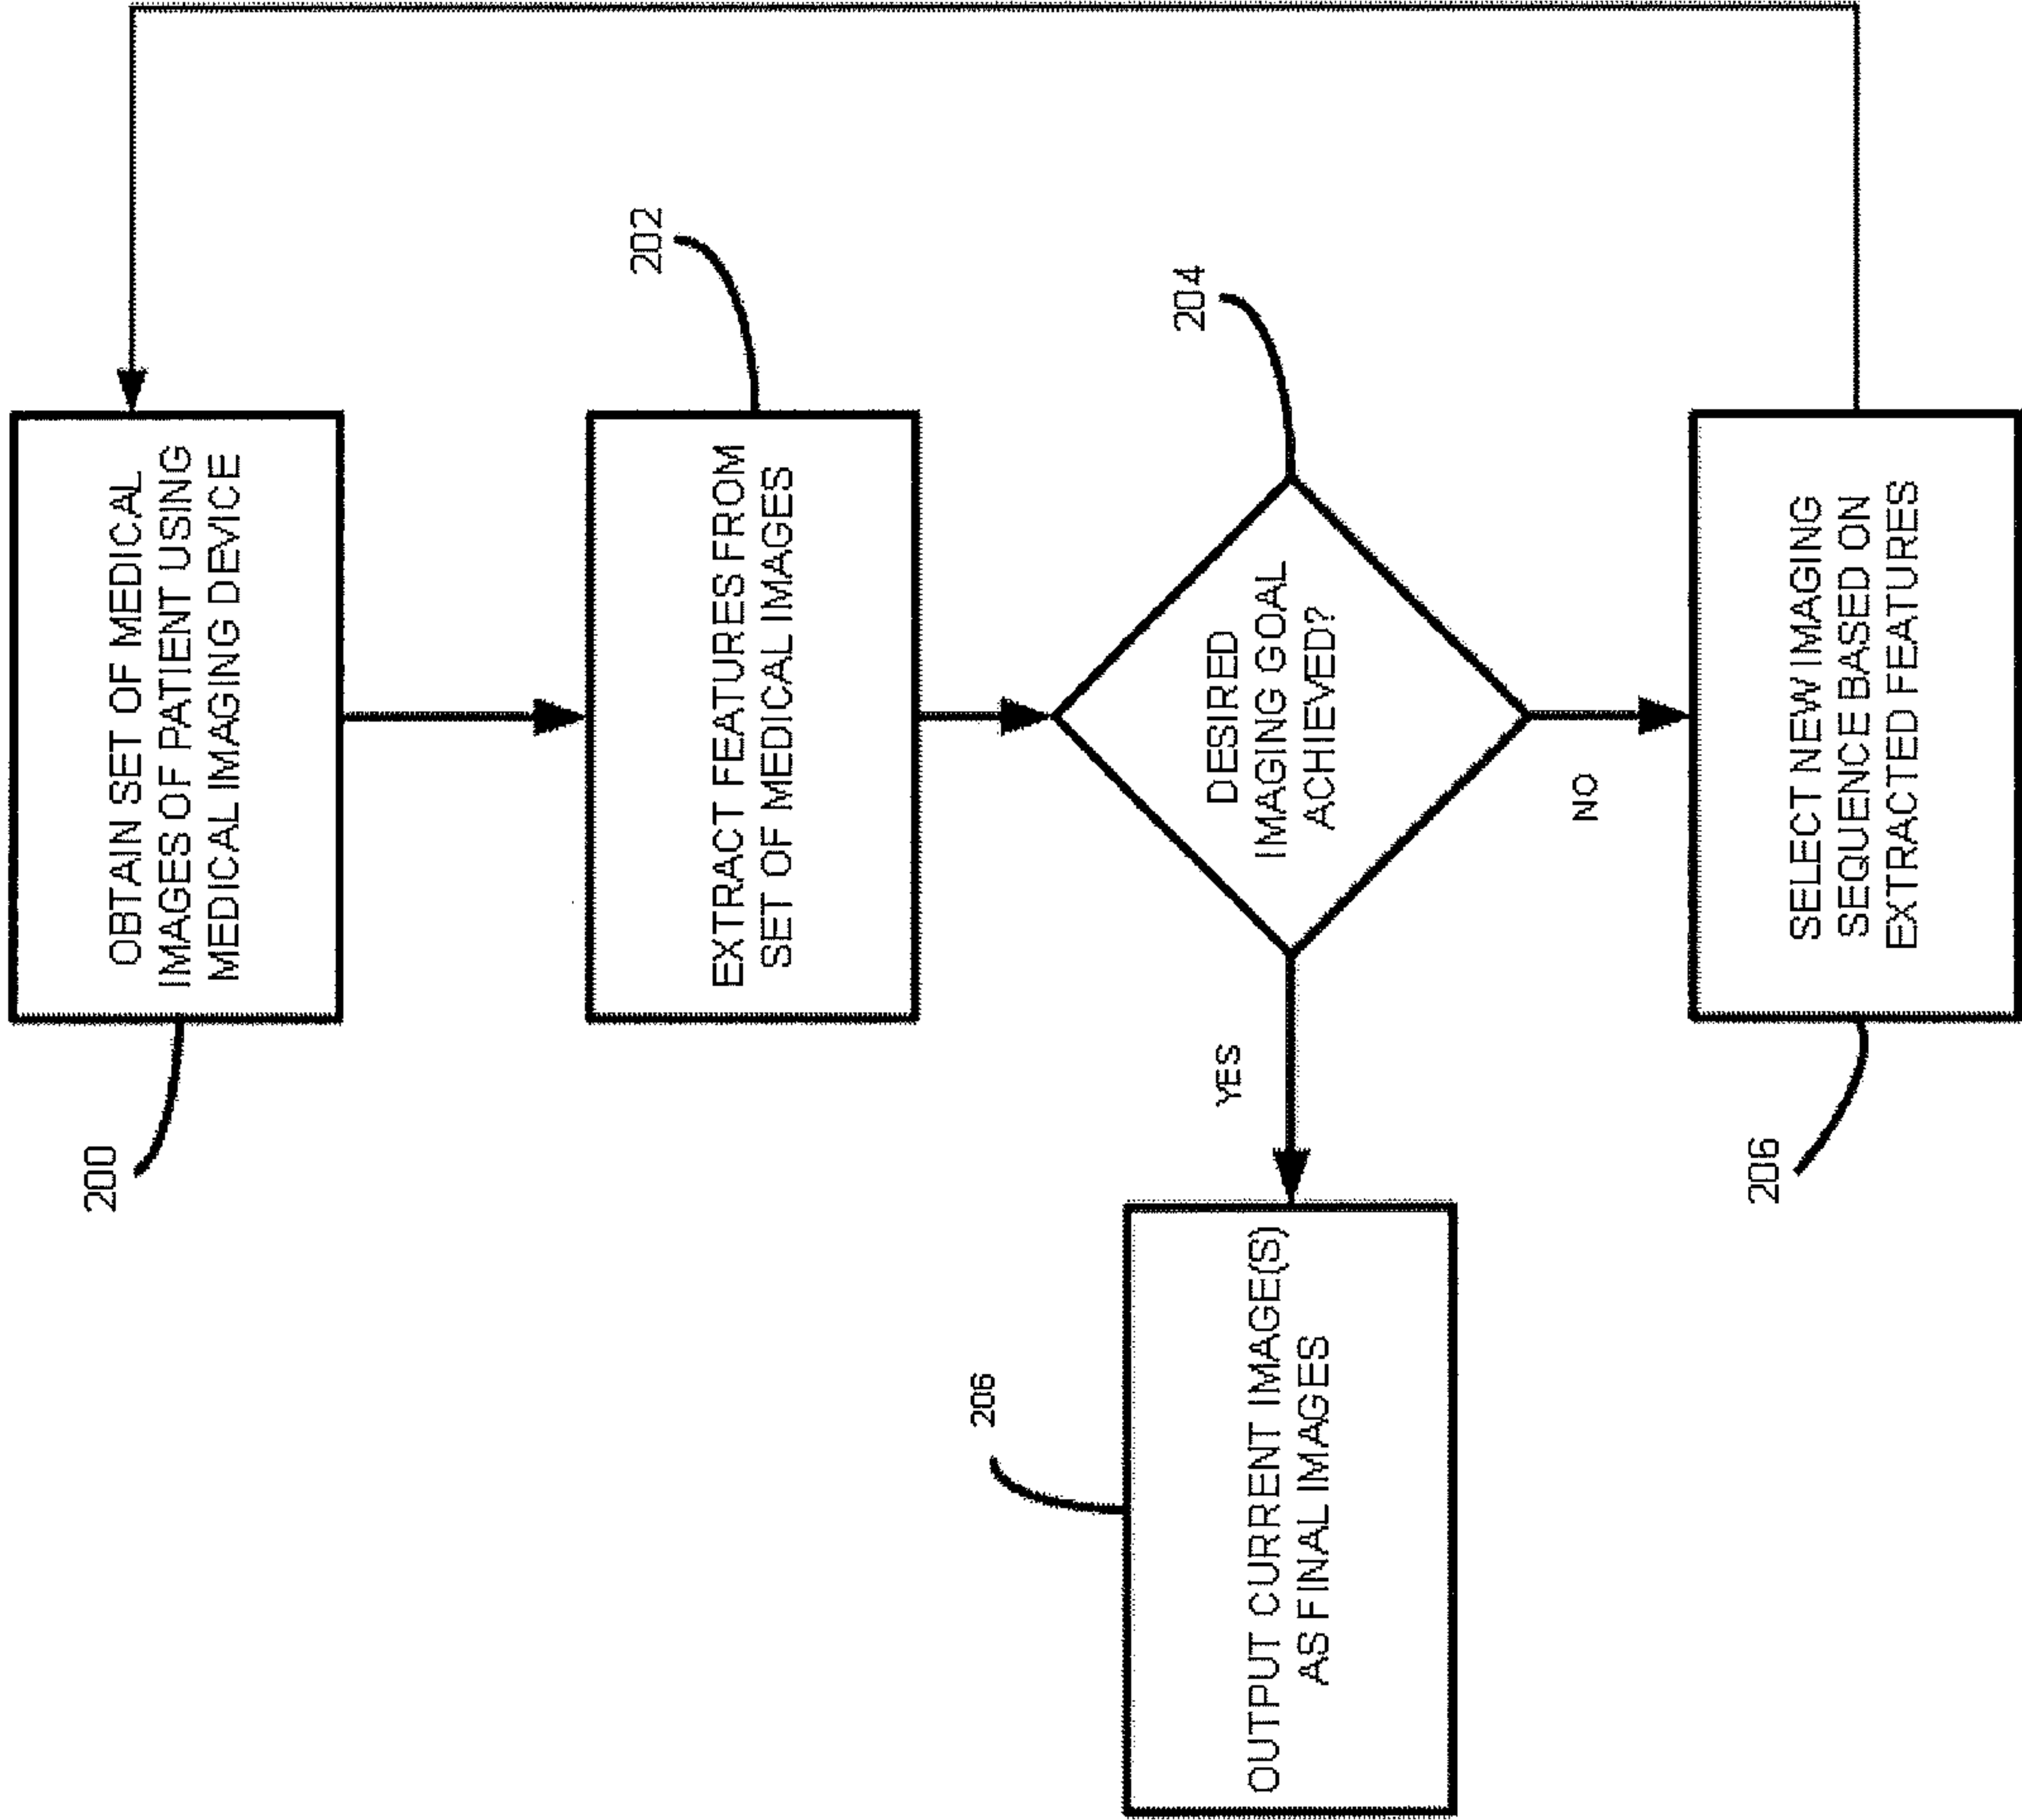 200
OBTAIN SET OF MEDICAL
IMAGES OF PATIENT USING
MEDICAL IMAGING DEVICE
202
EXTRACT FEATURES FROM
SET OF MEDICAL IMAGES
204
DESIRED
IMAGING GOAL
ACHIEVED?
YES
206
OUTPUT CURRENT IMAGE(S)
AS FINAL IMAGES
NO
206
SELECT NEW IMAGING
SEQUENCE BASED ON
EXTRACTED FEATURES